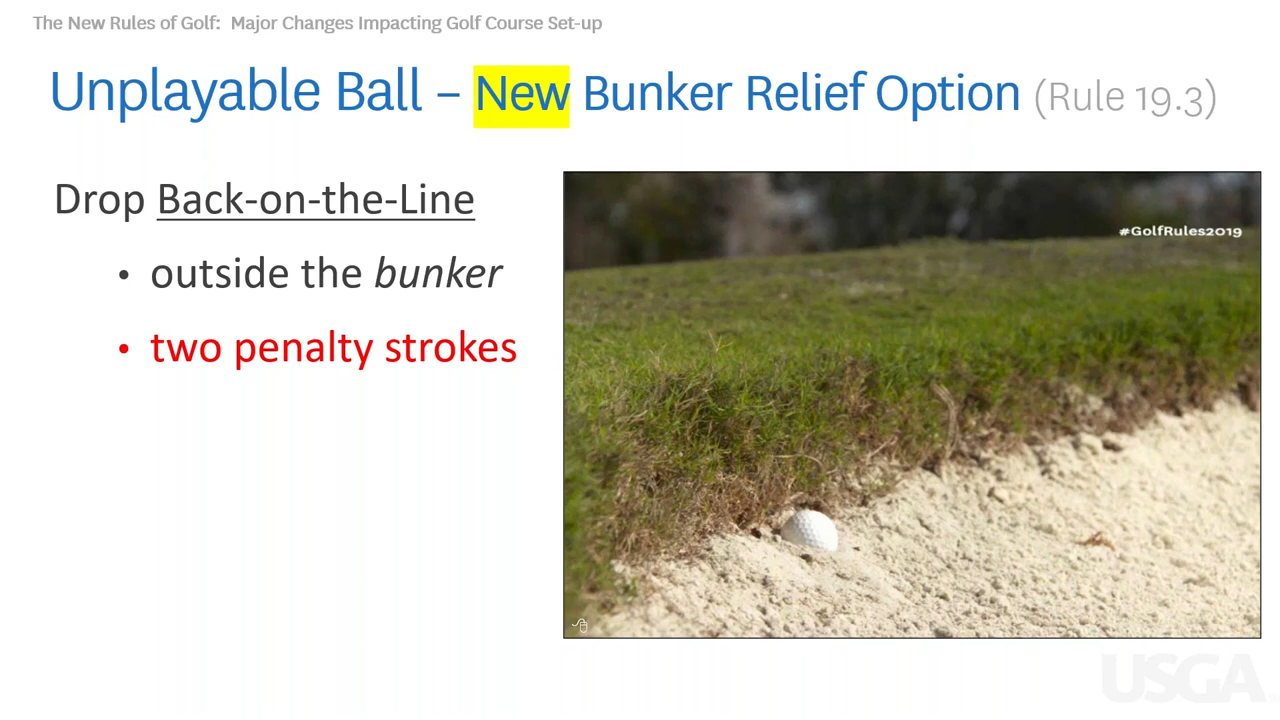 The New Rules of Golf:  Major Changes Impacting Golf Course Set-up
Unplayable Ball – New Bunker Relief Option (Rule 19.3)
Drop Back-on-the-Line
• outside the bunker
• two penalty strokes
#GolfRules2019
USGA